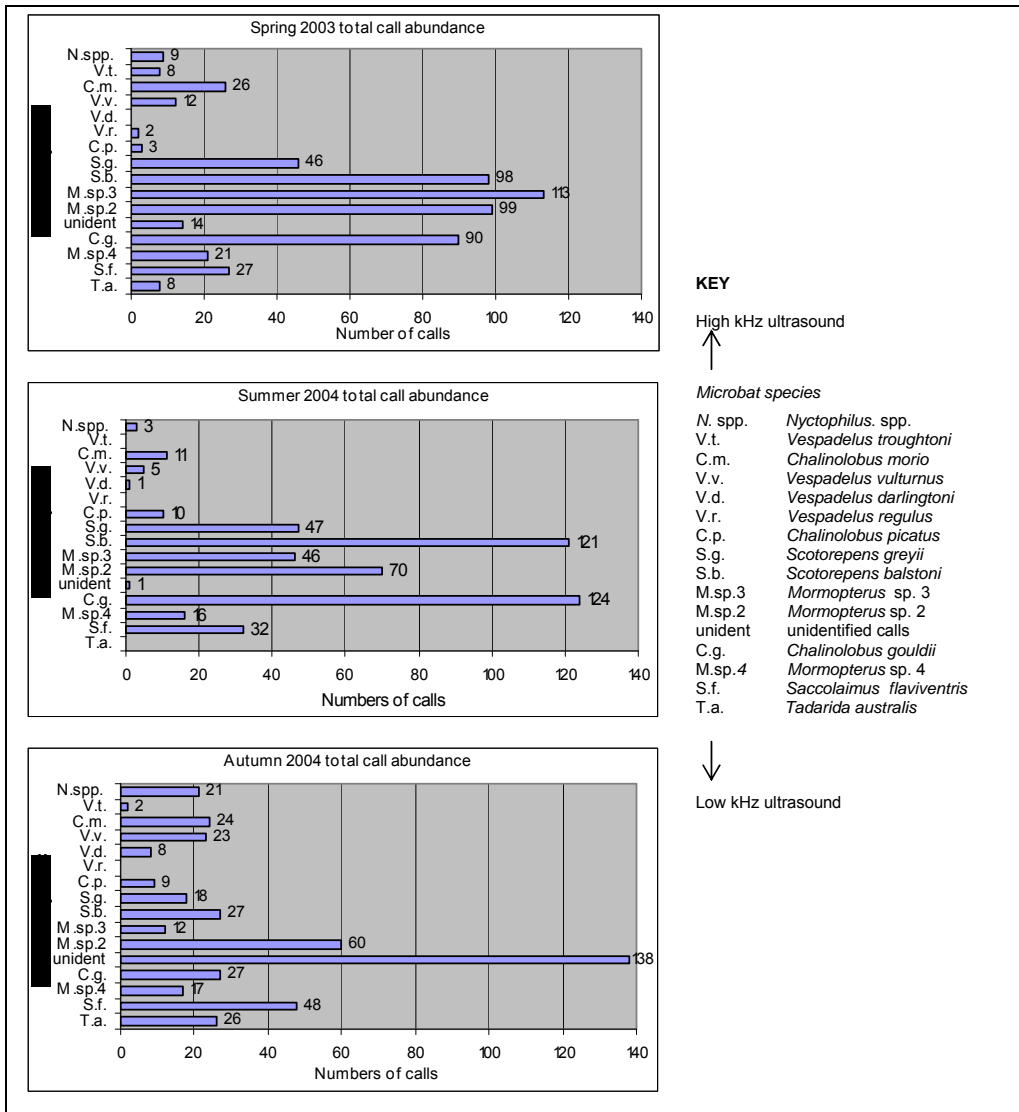 Spring 2003 total call abundance
N.spp. 9
V.t. 8
C.m. 26
V.v. 12
V.d.
V.r. 2
C.p. 3
S.g. 46
S.b. 98
M.sp.3 113
M.sp.2 99
unident 14
C.g. 90
M.sp.4 21
S.f. 27
T.a. 8
0 20 40 60 80 100 120 140
Number of calls
Summer 2004 total call abundance
N.spp. 3
V.t.
C.m. 11
V.v. 5
V.d. 1
V.r.
C.p. 10
S.g. 47
S.b. 121
M.sp.3 46
M.sp.2 70
unident 1
C.g. 124
M.sp.4 16
S.f. 32
T.a.
0 20 40 60 80 100 120 140
Numbers of calls
Autumn 2004 total call abundance
N.spp. 21
V.t. 2
C.m. 24
V.v. 23
V.d. 8
V.r.
C.p. 9
S.g. 18
S.b. 27
M.sp.3 12
M.sp.2 60
unident 138
C.g. 27
M.sp.4 17
S.f. 48
T.a. 26
0 20 40 60 80 100 120 140
Numbers of calls
KEY
High kHz ultrasound
Microbat species
N. spp. Nyctophilus. spp.
V.t. Vespadelus troughtoni
C.m. Chalinolobus morio
V.v. Vespadelus vulturnus
V.d. Vespadelus darlingtoni
V.r. Vespadelus regulus
C.p. Chalinolobus picatus
S.g. Scotorepens greyii
S.b. Scotorepens balstoni
M.sp.3 Mormopterus sp. 3
M.sp.2 Mormopterus sp. 2
unident unidentified calls
C.g. Chalinolobus gouldii
M.sp.4 Mormopterus sp. 4
S.f. Saccolaimus flaviventris
T.a. Tadarida australis
Low kHz ultrasound